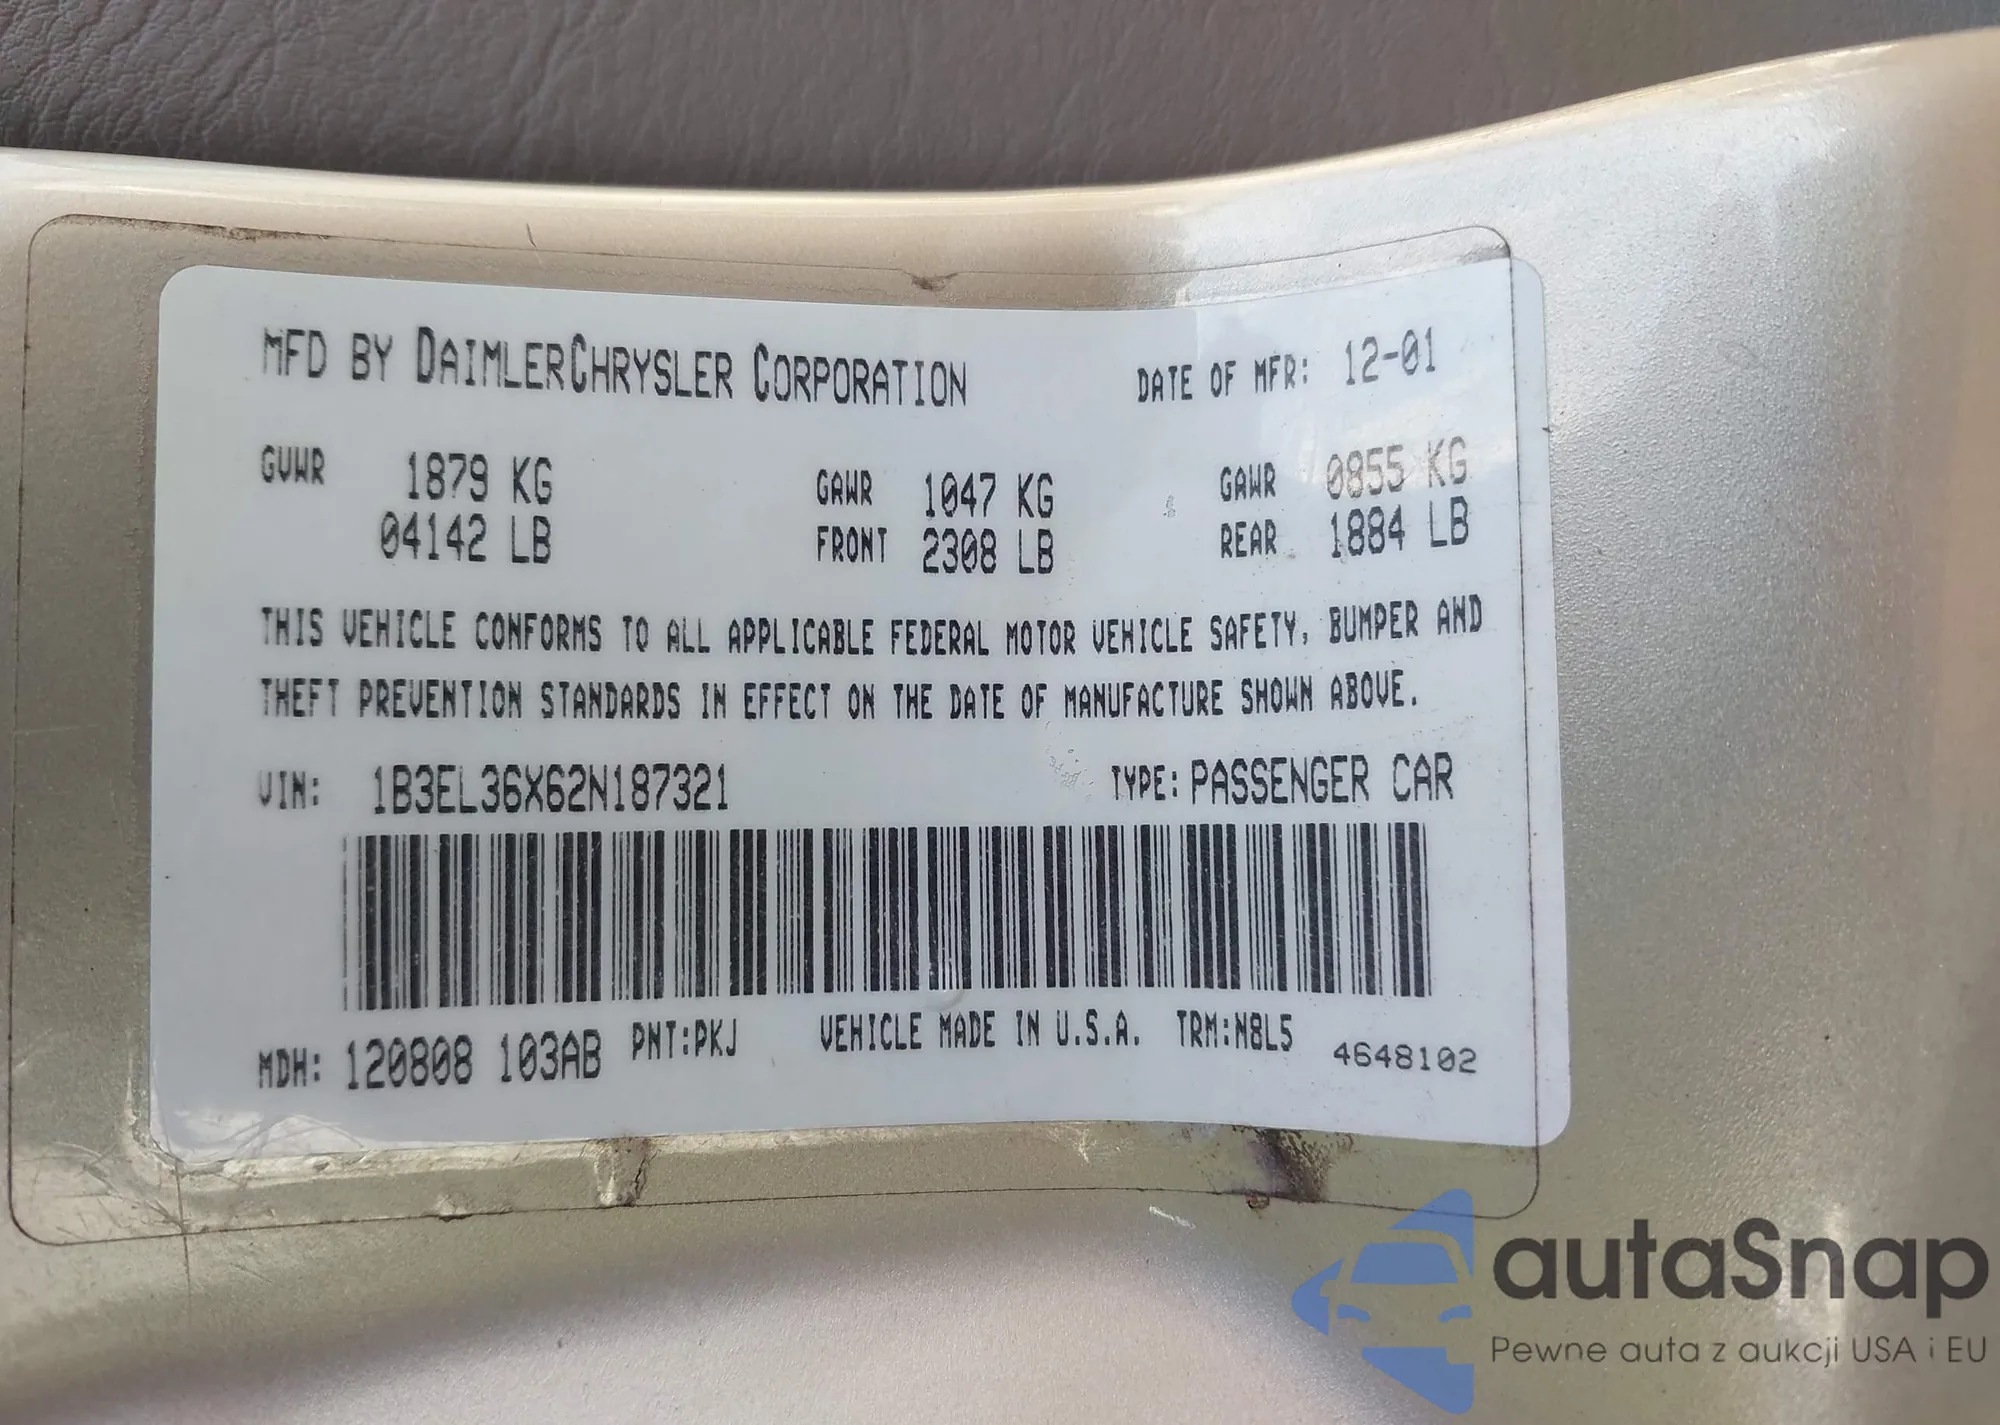 MFD BY DAIMLERCHRYSLER CORPORATION DATE OF MFR: 12-01
GVWR 1879 KG GAWR 1047 KG GAWR 0855 KG
04142 LB FRONT 2308 LB REAR 1884 LB
THIS VEHICLE CONFORMS TO ALL APPLICABLE FEDERAL MOTOR VEHICLE SAFETY, BUMPER AND
THEFT PREVENTION STANDARDS IN EFFECT ON THE DATE OF MANUFACTURE SHOWN ABOVE.
VIN: 1B3EL36X62N187321 TYPE: PASSENGER CAR
MDH: 120808 103AB PNT:PKJ VEHICLE MADE IN U.S.A. TRM:N8L5 4648102
autaSnap
Pewne auta z aukcji USA i EU